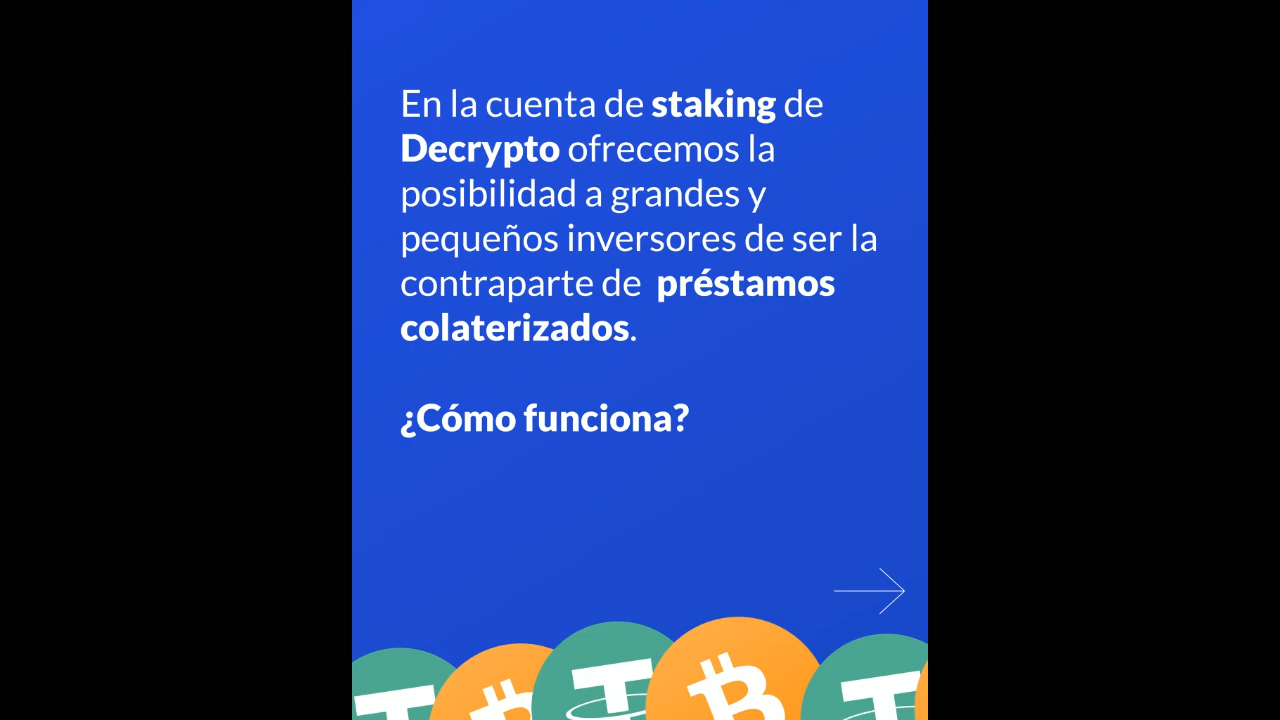 En la cuenta de staking de
Decrypto ofrecemos la
posibilidad a grandes y
pequeños inversores de ser la
contraparte de  préstamos
colaterizados.
¿Cómo funciona?